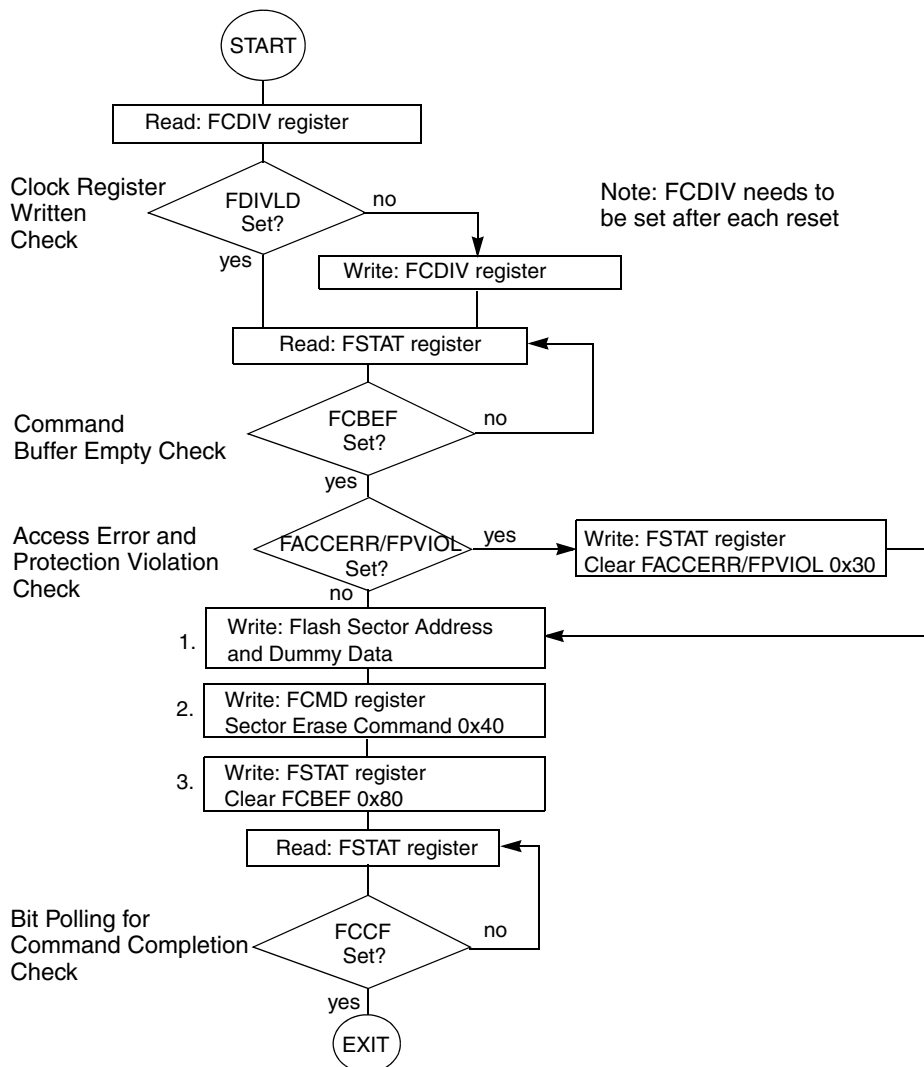 START
Read: FCDIV register
Clock Register
Written
Check
FDIVLD
Set?
no
yes
Note: FCDIV needs to
be set after each reset
Write: FCDIV register
Read: FSTAT register
Command
Buffer Empty Check
FCBEF
Set?
no
yes
Access Error and
Protection Violation
Check
FACCERR/FPVIOL
Set?
yes
no
Write: FSTAT register
Clear FACCERR/FPVIOL 0x30
1.
Write: Flash Sector Address
and Dummy Data
2.
Write: FCMD register
Sector Erase Command 0x40
3.
Write: FSTAT register
Clear FCBEF 0x80
Read: FSTAT register
Bit Polling for
Command Completion
Check
FCCF
Set?
no
yes
EXIT